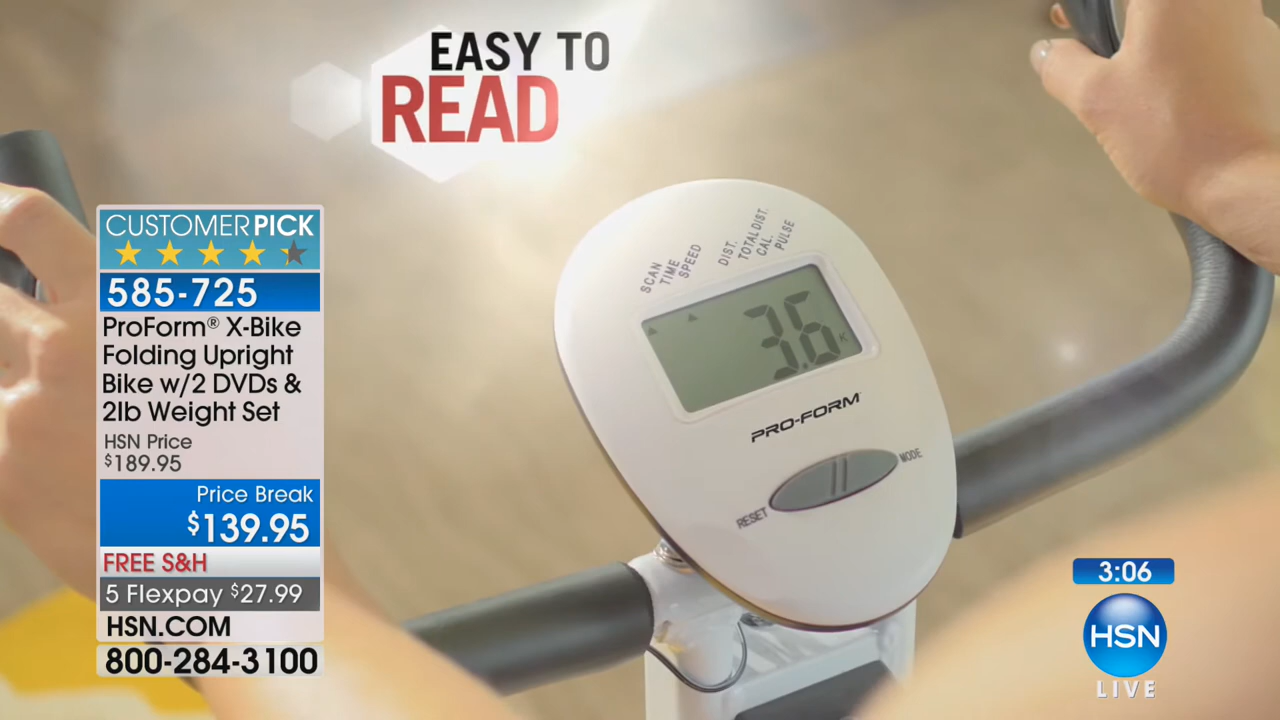 EASY TO
READ
CUSTOMER PICK
585-725
ProForm® X-Bike
Folding Upright
Bike w/2 DVDs &
2lb Weight Set
HSN Price
$189.95
Price Break
$139.95
FREE S&H
5 Flexpay $27.99
HSN.COM
800-284-3100
SCAN
TIME
SPEED
DIST.
TOTAL DIST.
CAL.
PULSE
3.6
K
PRO-FORM
MODE
RESET
3:06
HSN
LIVE